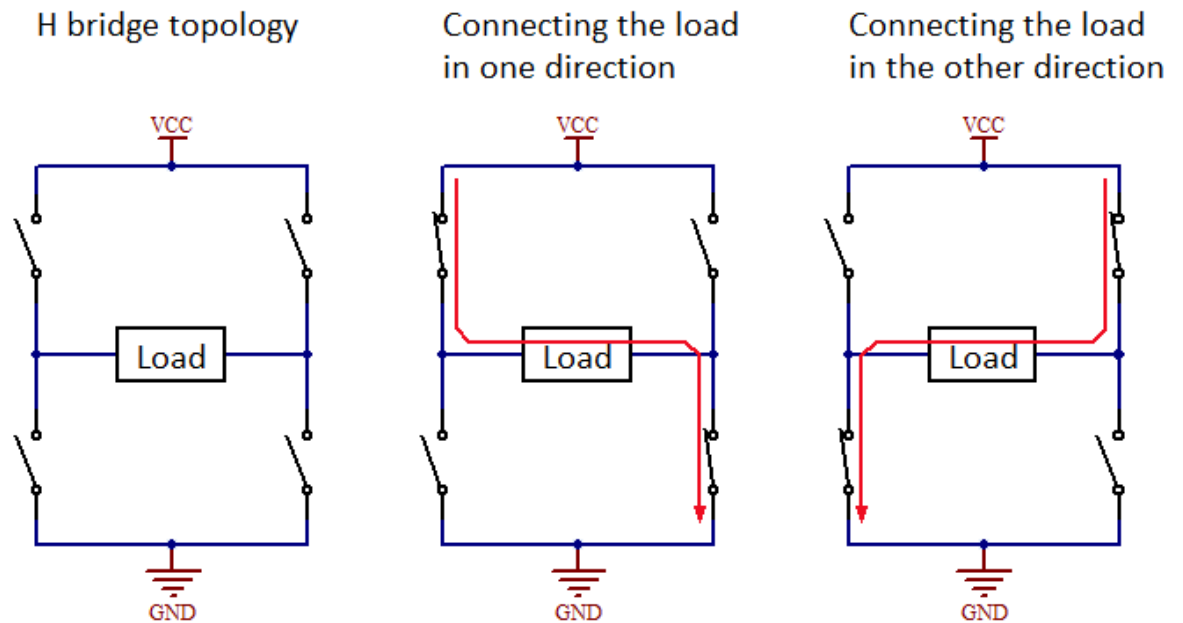 H bridge topology
Connecting the load
in one direction
Connecting the load
in the other direction
VCC
VCC
VCC
Load
Load
Load
GND
GND
GND